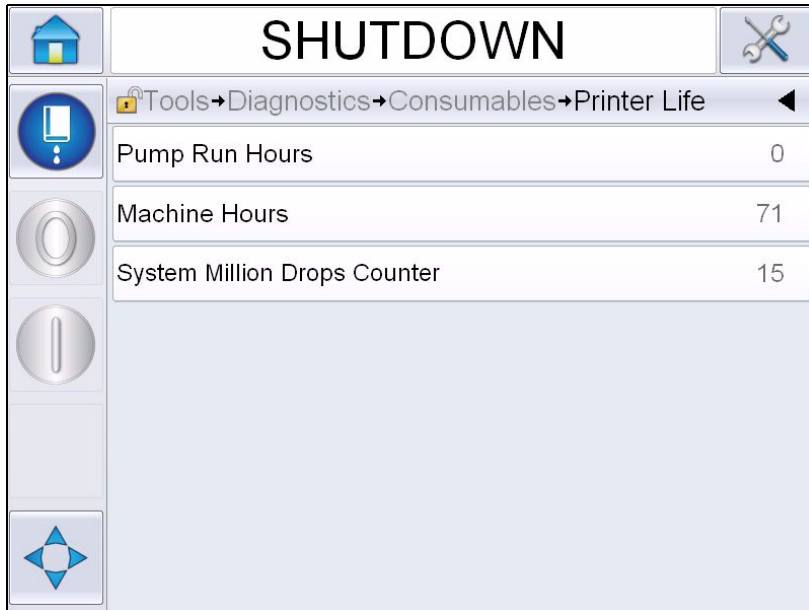 SHUTDOWN
Tools→Diagnostics→Consumables→Printer Life
Pump Run Hours 0
Machine Hours 71
System Million Drops Counter 15